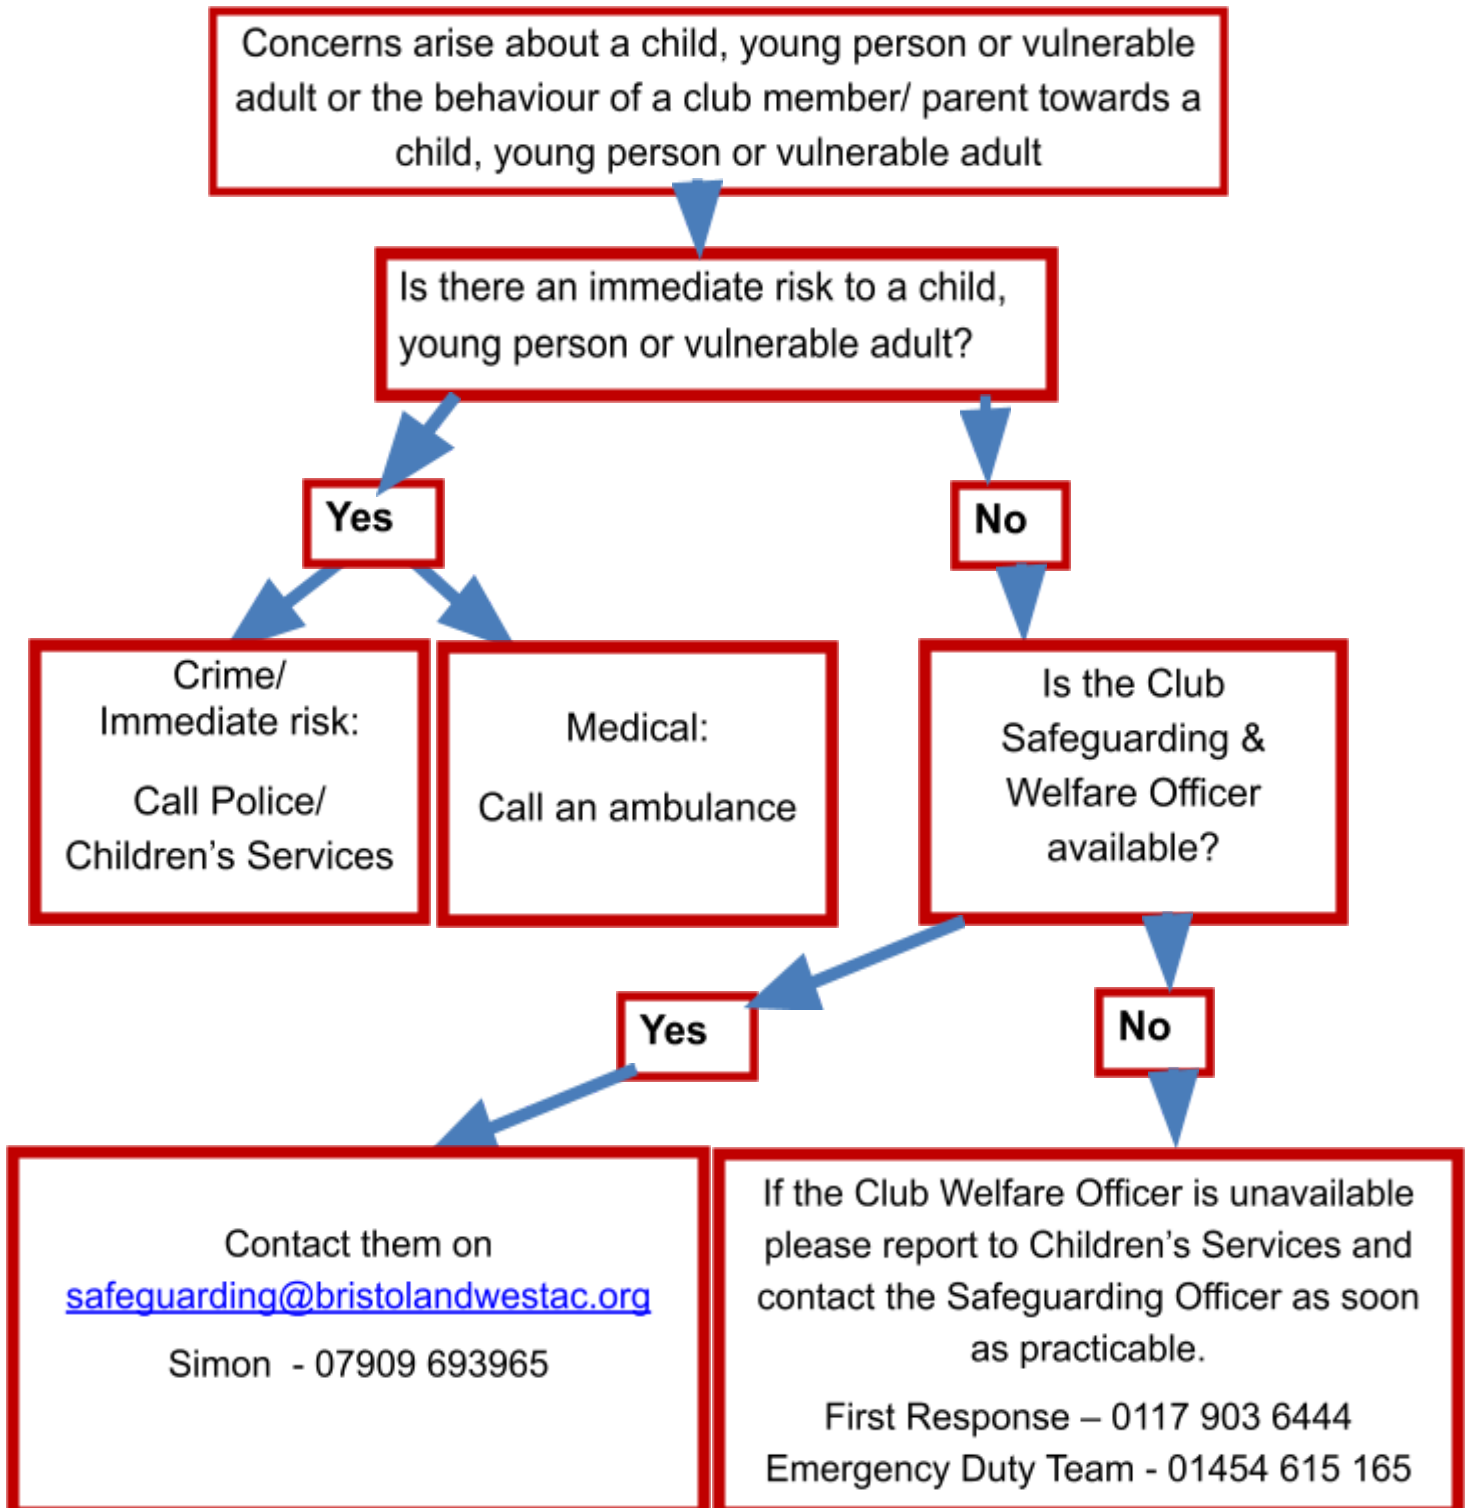 Concerns arise about a child, young person or vulnerable
adult or the behaviour of a club member/ parent towards a
child, young person or vulnerable adult
Is there an immediate risk to a child,
young person or vulnerable adult?
Yes
No
Crime/
Immediate risk:
Call Police/
Children’s Services
Medical:
Call an ambulance
Is the Club
Safeguarding &
Welfare Officer
available?
Yes
No
Contact them on
safeguarding@bristolandwestac.org
Simon  - 07909 693965
If the Club Welfare Officer is unavailable
please report to Children’s Services and
contact the Safeguarding Officer as soon
as practicable.
First Response – 0117 903 6444
Emergency Duty Team - 01454 615 165